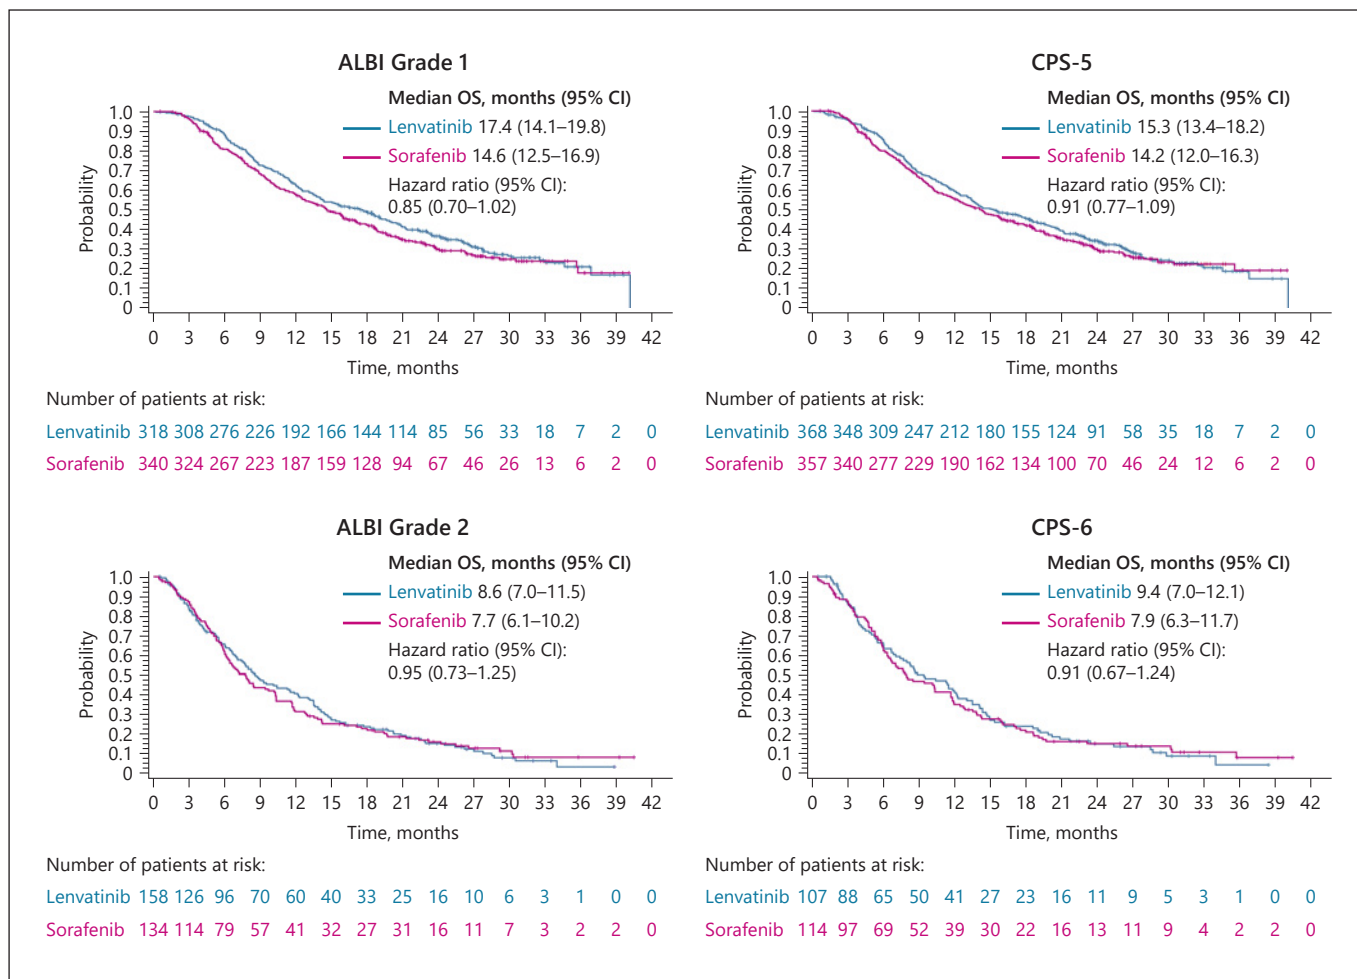 ALBI Grade 1
Median OS, months (95% CI)
Lenvatinib 17.4 (14.1–19.8)
Sorafenib 14.6 (12.5–16.9)
Hazard ratio (95% CI):
0.85 (0.70–1.02)
Probability
1.0
0.9
0.8
0.7
0.6
0.5
0.4
0.3
0.2
0.1
0
0 3 6 9 12 15 18 21 24 27 30 33 36 39 42
Time, months
Number of patients at risk:
Lenvatinib 318 308 276 226 192 166 144 114 85 56 33 18 7 2 0
Sorafenib 340 324 267 223 187 159 128 94 67 46 26 13 6 2 0
CPS-5
Median OS, months (95% CI)
Lenvatinib 15.3 (13.4–18.2)
Sorafenib 14.2 (12.0–16.3)
Hazard ratio (95% CI):
0.91 (0.77–1.09)
Probability
1.0
0.9
0.8
0.7
0.6
0.5
0.4
0.3
0.2
0.1
0
0 3 6 9 12 15 18 21 24 27 30 33 36 39 42
Time, months
Number of patients at risk:
Lenvatinib 368 348 309 247 212 180 155 124 91 58 35 18 7 2 0
Sorafenib 357 340 277 229 190 162 134 100 70 46 24 12 6 2 0
ALBI Grade 2
Median OS, months (95% CI)
Lenvatinib 8.6 (7.0–11.5)
Sorafenib 7.7 (6.1–10.2)
Hazard ratio (95% CI):
0.95 (0.73–1.25)
Probability
1.0
0.9
0.8
0.7
0.6
0.5
0.4
0.3
0.2
0.1
0
0 3 6 9 12 15 18 21 24 27 30 33 36 39 42
Time, months
Number of patients at risk:
Lenvatinib 158 126 96 70 60 40 33 25 16 10 6 3 1 0 0
Sorafenib 134 114 79 57 41 32 27 31 16 11 7 3 2 2 0
CPS-6
Median OS, months (95% CI)
Lenvatinib 9.4 (7.0–12.1)
Sorafenib 7.9 (6.3–11.7)
Hazard ratio (95% CI):
0.91 (0.67–1.24)
Probability
1.0
0.9
0.8
0.7
0.6
0.5
0.4
0.3
0.2
0.1
0
0 3 6 9 12 15 18 21 24 27 30 33 36 39 42
Time, months
Number of patients at risk:
Lenvatinib 107 88 65 50 41 27 23 16 11 9 5 3 1 0 0
Sorafenib 114 97 69 52 39 30 22 16 13 11 9 4 2 2 0